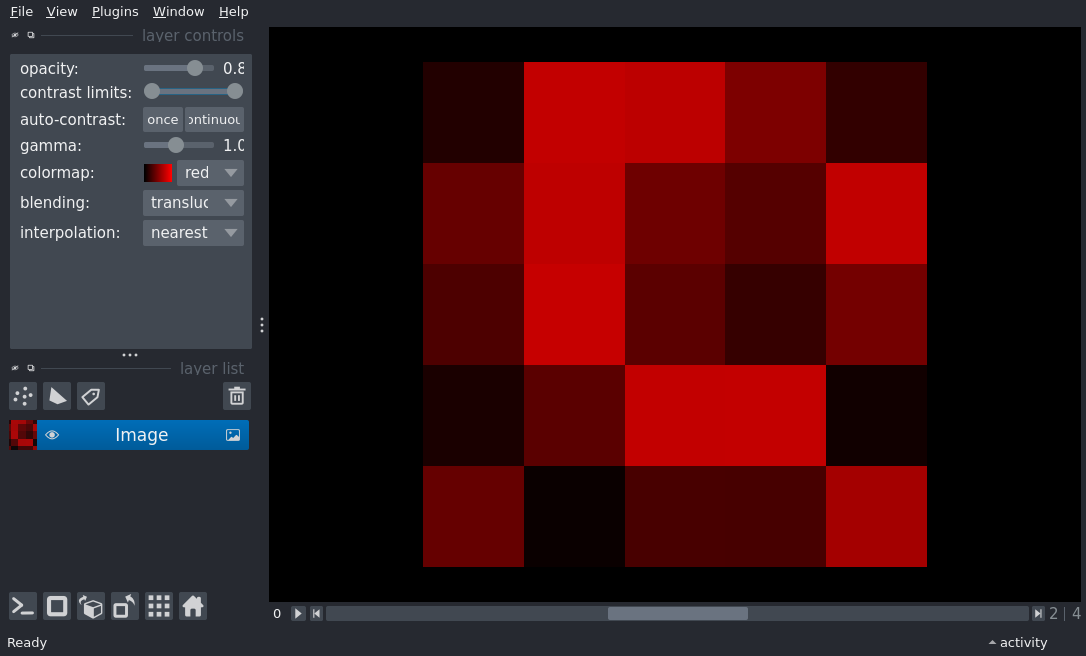 File View Plugins Window Help
layer controls
opacity: 0.8
contrast limits:
auto-contrast: once ontinuou
gamma: 1.0
colormap: red
blending: transluc
interpolation: nearest
layer list
Image
0 2 | 4
Ready activity